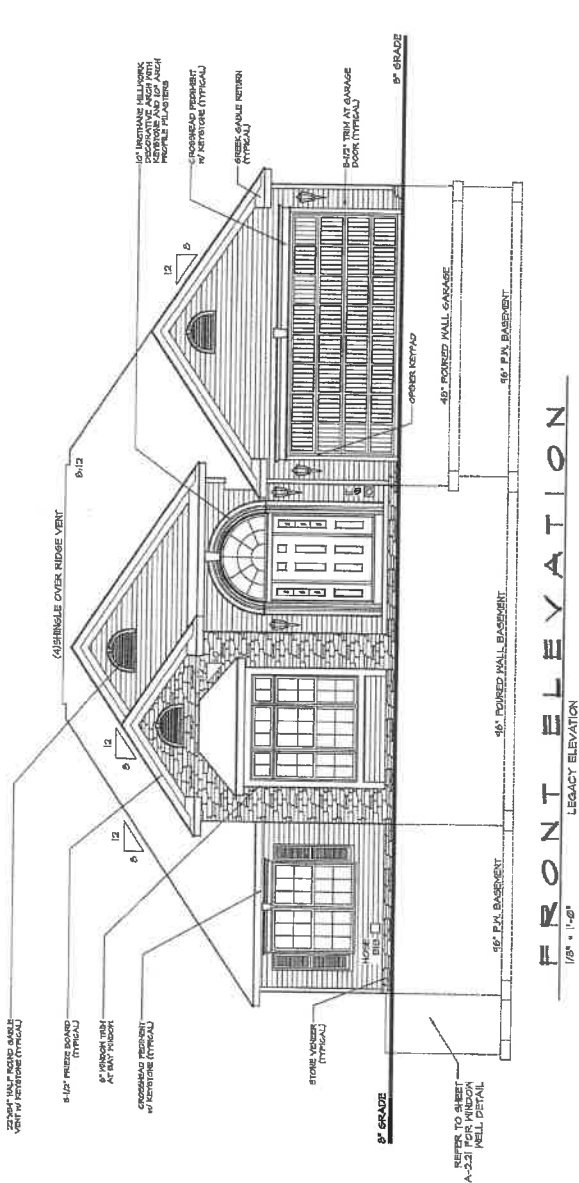 22"x34" HALF ROUND GABLE
VENT W/ KEYSTONE (TYPICAL)
5-1/2" FRIEZE BOARD
(TYPICAL)
6" WINDOW TRIM
AT BAY WINDOW
CROSSHEAD PEDIMENT
W/ KEYSTONE (TYPICAL)
STONE VENEER
(TYPICAL)
8" GRADE
REFER TO SHEET
A-2.21 FOR WINDOW
WELL DETAIL
12
8
12
8
(4)SHINGLE OVER RIDGE VENT
8:12
12
8
HOSE
BIB
10" URETHANE MILLWORK
DECORATIVE ARCH WITH
KEYSTONE AND 10" ARCH
PROFILE PILASTERS
CROSSHEAD PEDIMENT
W/ KEYSTONE (TYPICAL)
GREEK GABLE RETURN
(TYPICAL)
5-1/2" TRIM AT GARAGE
DOOR (TYPICAL)
8" GRADE
OPENER KEYPAD
48" POURED WALL GARAGE
96" P.W. BASEMENT
96" POURED WALL BASEMENT
96" P.W. BASEMENT
FRONT ELEVATION
1/8" = 1'-0"
LEGACY ELEVATION